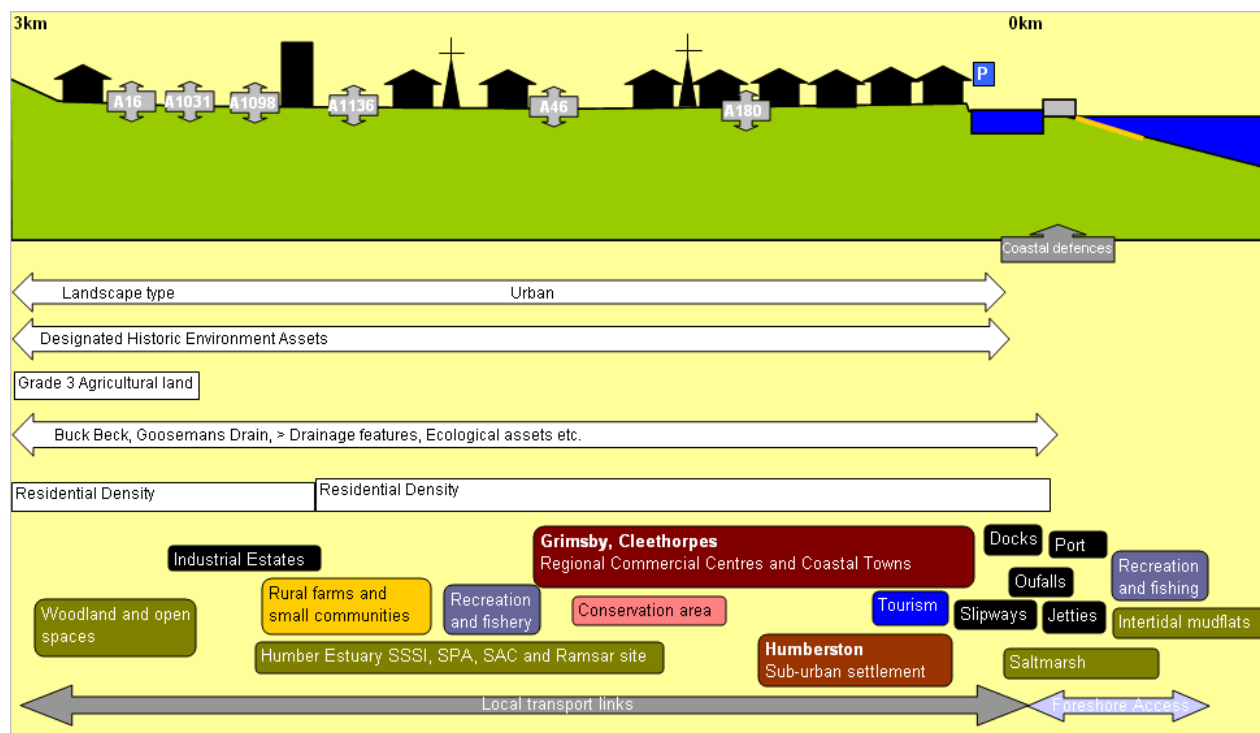 3km
0km
P
A16
A1031
A1098
A1136
A46
A180
Coastal defences
Landscape type
Urban
Designated Historic Environment Assets
Grade 3 Agricultural land
Buck Beck, Goosemans Drain, > Drainage features, Ecological assets etc.
Residential Density
Residential Density
Grimsby, Cleethorpes
Regional Commercial Centres and Coastal Towns
Docks
Port
Industrial Estates
Recreation
and fishing
Oufalls
Rural farms and
small communities
Recreation
and fishery
Conservation area
Tourism
Slipways
Jetties
Intertidal mudflats
Woodland and open
spaces
Humber Estuary SSSI, SPA, SAC and Ramsar site
Humberston
Sub-urban settlement
Saltmarsh
Local transport links
Foreshore Access